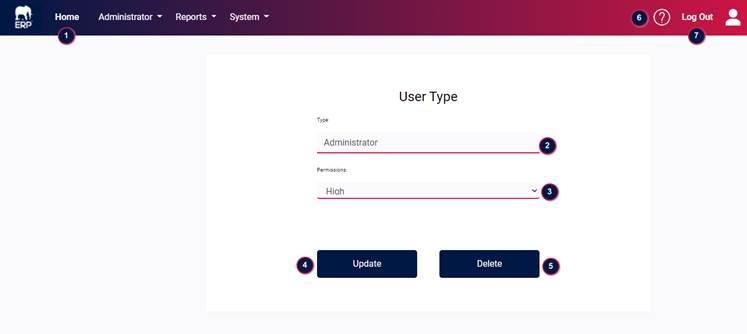 ERP Home Administrator Reports System 6 ? Log Out
1 7
User Type
Type
Administrator 2
Permissions
High 3
4 Update Delete 5